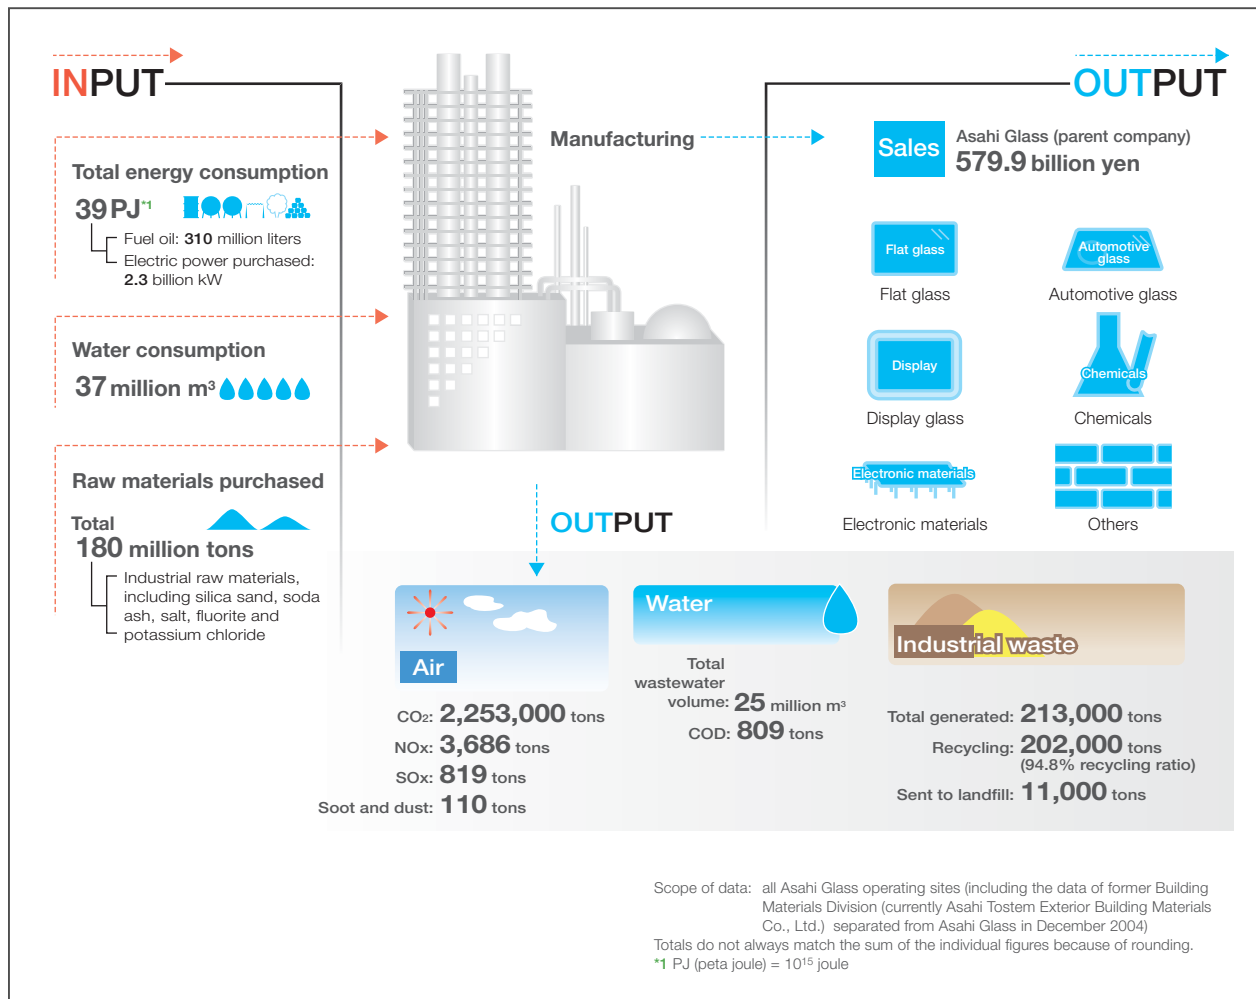 INPUT
Total energy consumption
39 PJ*1
Fuel oil: 310 million liters
Electric power purchased:
2.3 billion kW
Water consumption
37 million m³
Raw materials purchased
Total
180 million tons
Industrial raw materials,
including silica sand, soda
ash, salt, fluorite and
potassium chloride
Manufacturing
OUTPUT
Sales
Asahi Glass (parent company)
579.9 billion yen
Flat glass
Flat glass
Automotive
glass
Automotive glass
Display
Display glass
Chemicals
Chemicals
Electronic materials
Electronic materials
Others
OUTPUT
Air
CO₂: 2,253,000 tons
NOx: 3,686 tons
SOx: 819 tons
Soot and dust: 110 tons
Water
Total
wastewater
volume: 25 million m³
COD: 809 tons
Industrial waste
Total generated: 213,000 tons
Recycling: 202,000 tons
(94.8% recycling ratio)
Sent to landfill: 11,000 tons
Scope of data: all Asahi Glass operating sites (including the data of former Building
Materials Division (currently Asahi Tostem Exterior Building Materials
Co., Ltd.) separated from Asahi Glass in December 2004)
Totals do not always match the sum of the individual figures because of rounding.
*1 PJ (peta joule) = 10¹⁵ joule